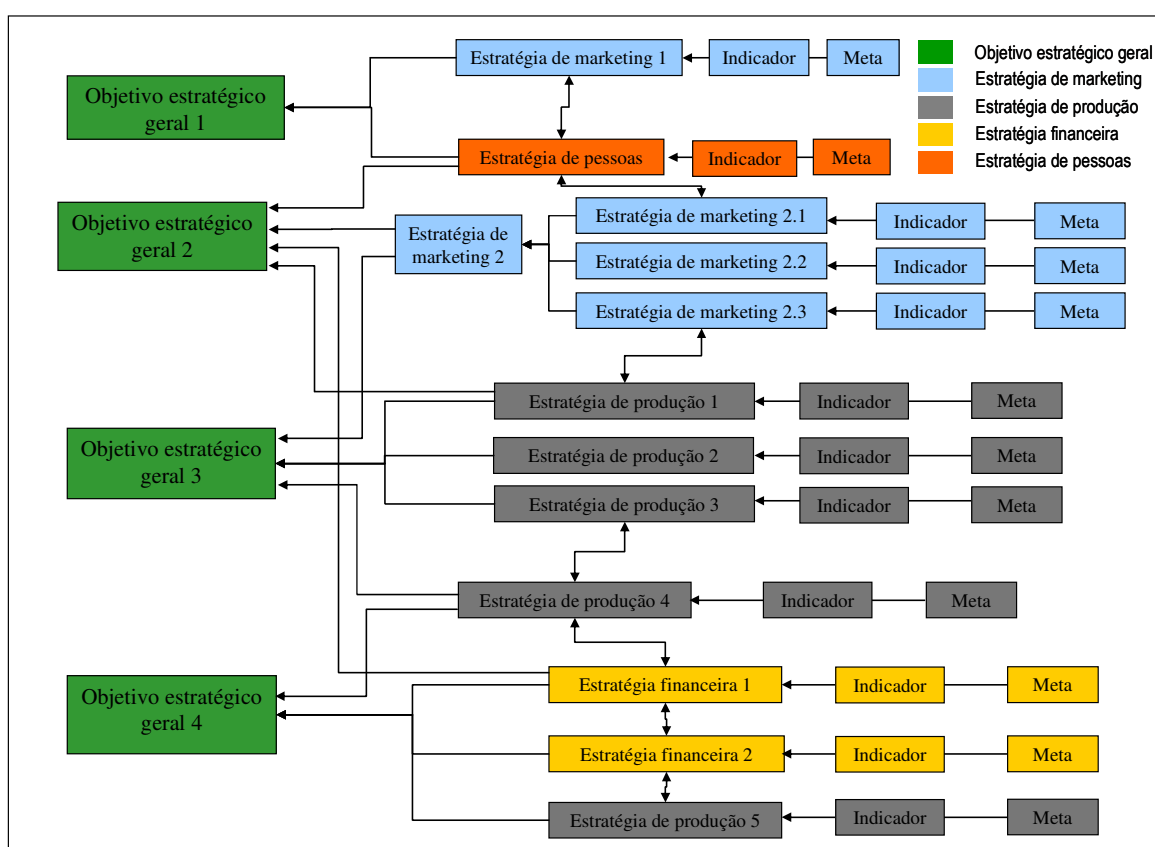 Estratégia de marketing 1
Indicador
Meta
Objetivo estratégico geral
Estratégia de marketing
Estratégia de produção
Estratégia financeira
Estratégia de pessoas
Objetivo estratégico
geral 1
Estratégia de pessoas
Indicador
Meta
Objetivo estratégico
geral 2
Estratégia de
marketing 2
Estratégia de marketing 2.1
Indicador
Meta
Estratégia de marketing 2.2
Indicador
Meta
Estratégia de marketing 2.3
Indicador
Meta
Estratégia de produção 1
Indicador
Meta
Objetivo estratégico
geral 3
Estratégia de produção 2
Indicador
Meta
Estratégia de produção 3
Indicador
Meta
Estratégia de produção 4
Indicador
Meta
Objetivo estratégico
geral 4
Estratégia financeira 1
Indicador
Meta
Estratégia financeira 2
Indicador
Meta
Estratégia de produção 5
Indicador
Meta